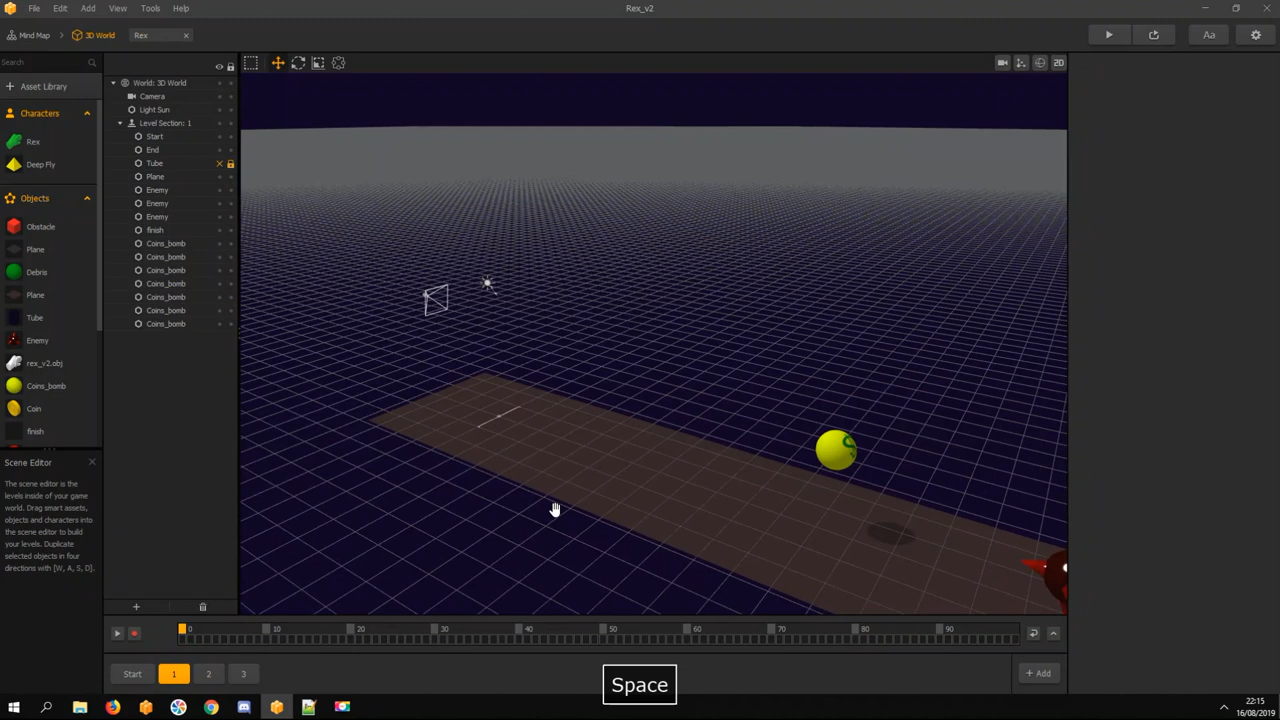 File Edit Add View Tools Help
Rex_v2
Mind Map
3D World
Rex
Aa
Search
Asset Library
Characters
Rex
Deep Fly
Objects
Obstacle
Plane
Debris
Plane
Tube
Enemy
rex_v2.obj
Coins_bomb
Coin
finish
Scene Editor
The scene editor is the
levels inside of your game
world. Drag smart assets,
objects and characters into
the scene editor to build
your levels. Duplicate
selected objects in four
directions with [W, A, S, D].
World: 3D World
Camera
Light Sun
Level Section: 1
Start
End
Tube
Plane
Enemy
Enemy
Enemy
finish
Coins_bomb
Coins_bomb
Coins_bomb
Coins_bomb
Coins_bomb
Coins_bomb
Coins_bomb
2D
$
0 10 20 30 40 50 60 70 80 90
Start 1 2 3
Add
Space
22:15
16/08/2019